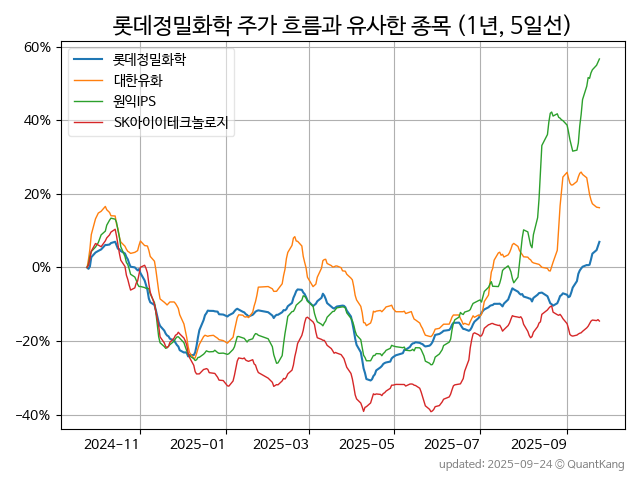 롯데정밀화학 주가 흐름과 유사한 종목 (1년, 5일선)
롯데정밀화학
대한유화
원익IPS
SK아이이테크놀로지
60%
40%
20%
0%
−20%
−40%
2024-11 2025-01 2025-03 2025-05 2025-07 2025-09
updated: 2025-09-24 © QuantKang